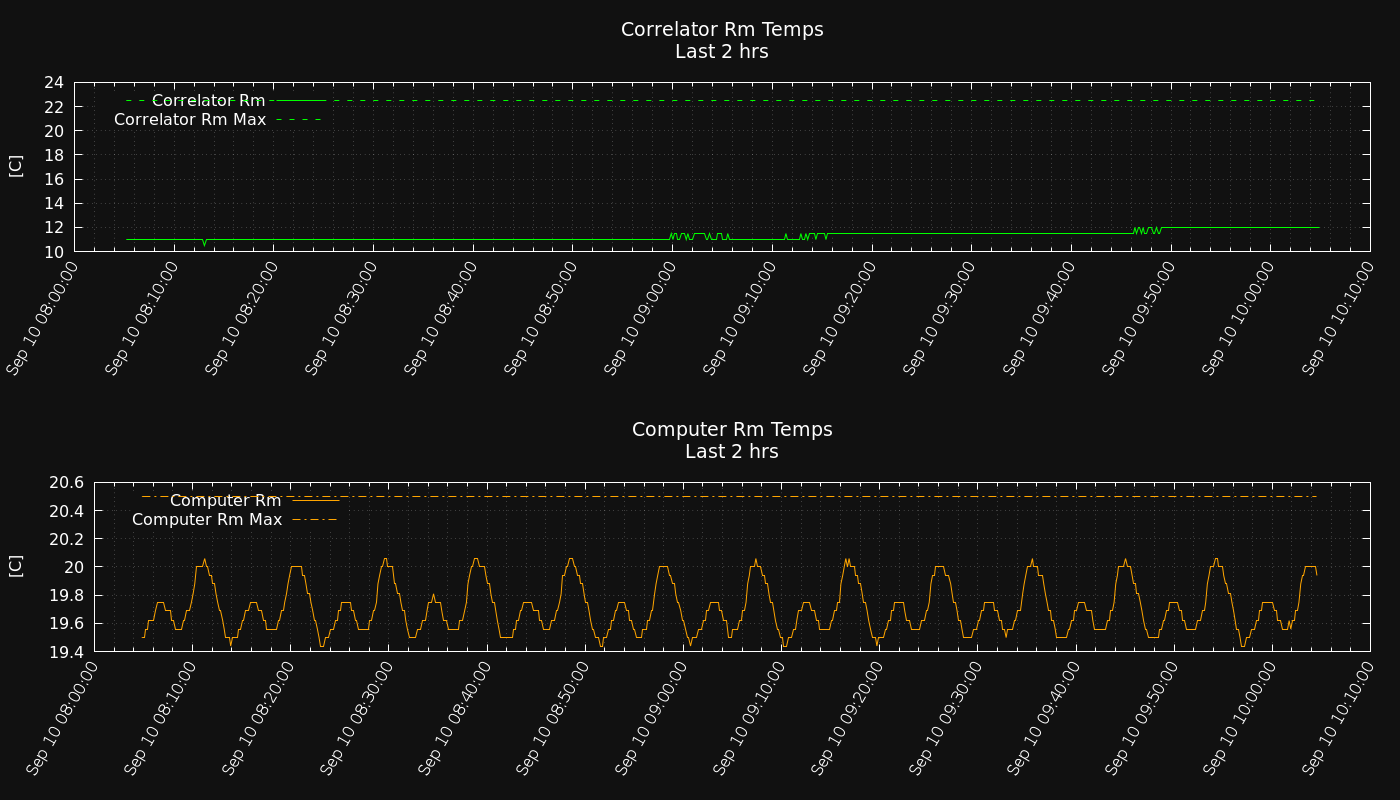 Correlator Rm Temps
Last 2 hrs
[C]
24
22
20
18
16
14
12
10
Correlator Rm
Correlator Rm Max
Sep 10 08:00:00
Sep 10 08:10:00
Sep 10 08:20:00
Sep 10 08:30:00
Sep 10 08:40:00
Sep 10 08:50:00
Sep 10 09:00:00
Sep 10 09:10:00
Sep 10 09:20:00
Sep 10 09:30:00
Sep 10 09:40:00
Sep 10 09:50:00
Sep 10 10:00:00
Sep 10 10:10:00
Computer Rm Temps
Last 2 hrs
[C]
20.6
20.4
20.2
20
19.8
19.6
19.4
Computer Rm
Computer Rm Max
Sep 10 08:00:00
Sep 10 08:10:00
Sep 10 08:20:00
Sep 10 08:30:00
Sep 10 08:40:00
Sep 10 08:50:00
Sep 10 09:00:00
Sep 10 09:10:00
Sep 10 09:20:00
Sep 10 09:30:00
Sep 10 09:40:00
Sep 10 09:50:00
Sep 10 10:00:00
Sep 10 10:10:00